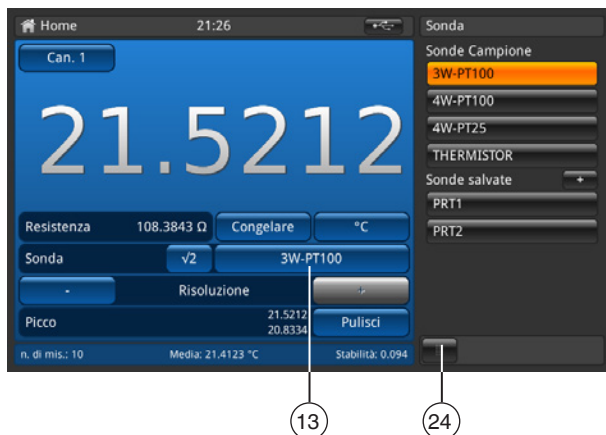 Home 21:26
Can. 1
21.5212
Resistenza 108.3843 Ω Congelare °C
Sonda √2 3W-PT100
- Risoluzione +
Picco 21.5212 Pulisci
20.8334
n. di mis.: 10 Media: 21.4123 °C Stabilità: 0.094
Sonda
Sonde Campione
3W-PT100
4W-PT100
4W-PT25
THERMISTOR
Sonde salvate +
PRT1
PRT2
13 24